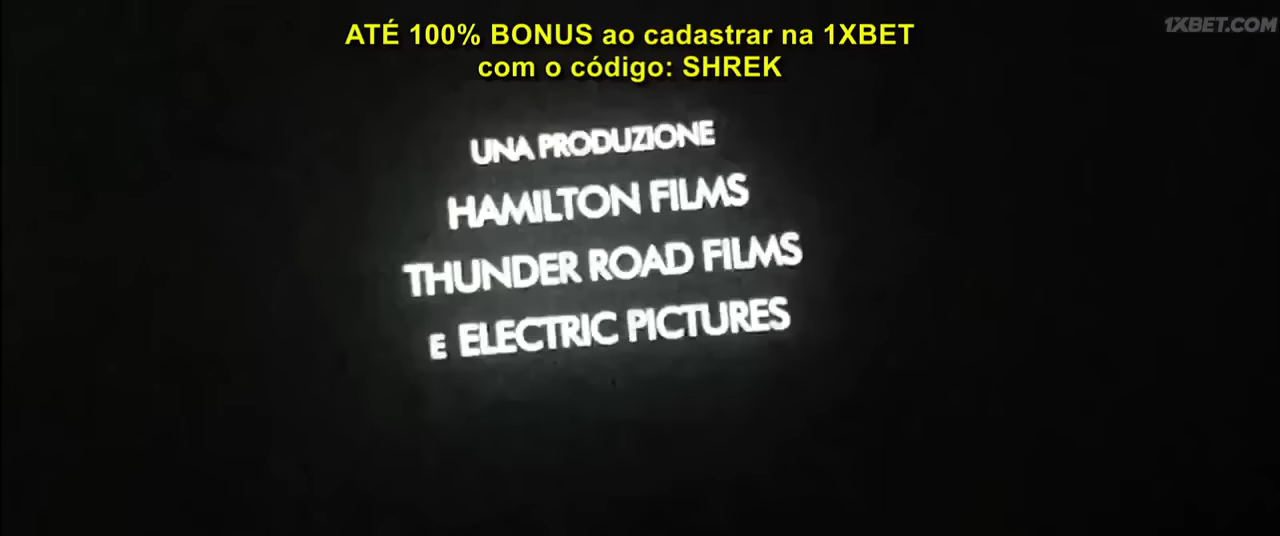 ATÉ 100% BONUS ao cadastrar na 1XBET
1XBET.COM
com o código: SHREK
UNA PRODUZIONE
HAMILTON FILMS
THUNDER ROAD FILMS
E ELECTRIC PICTURES